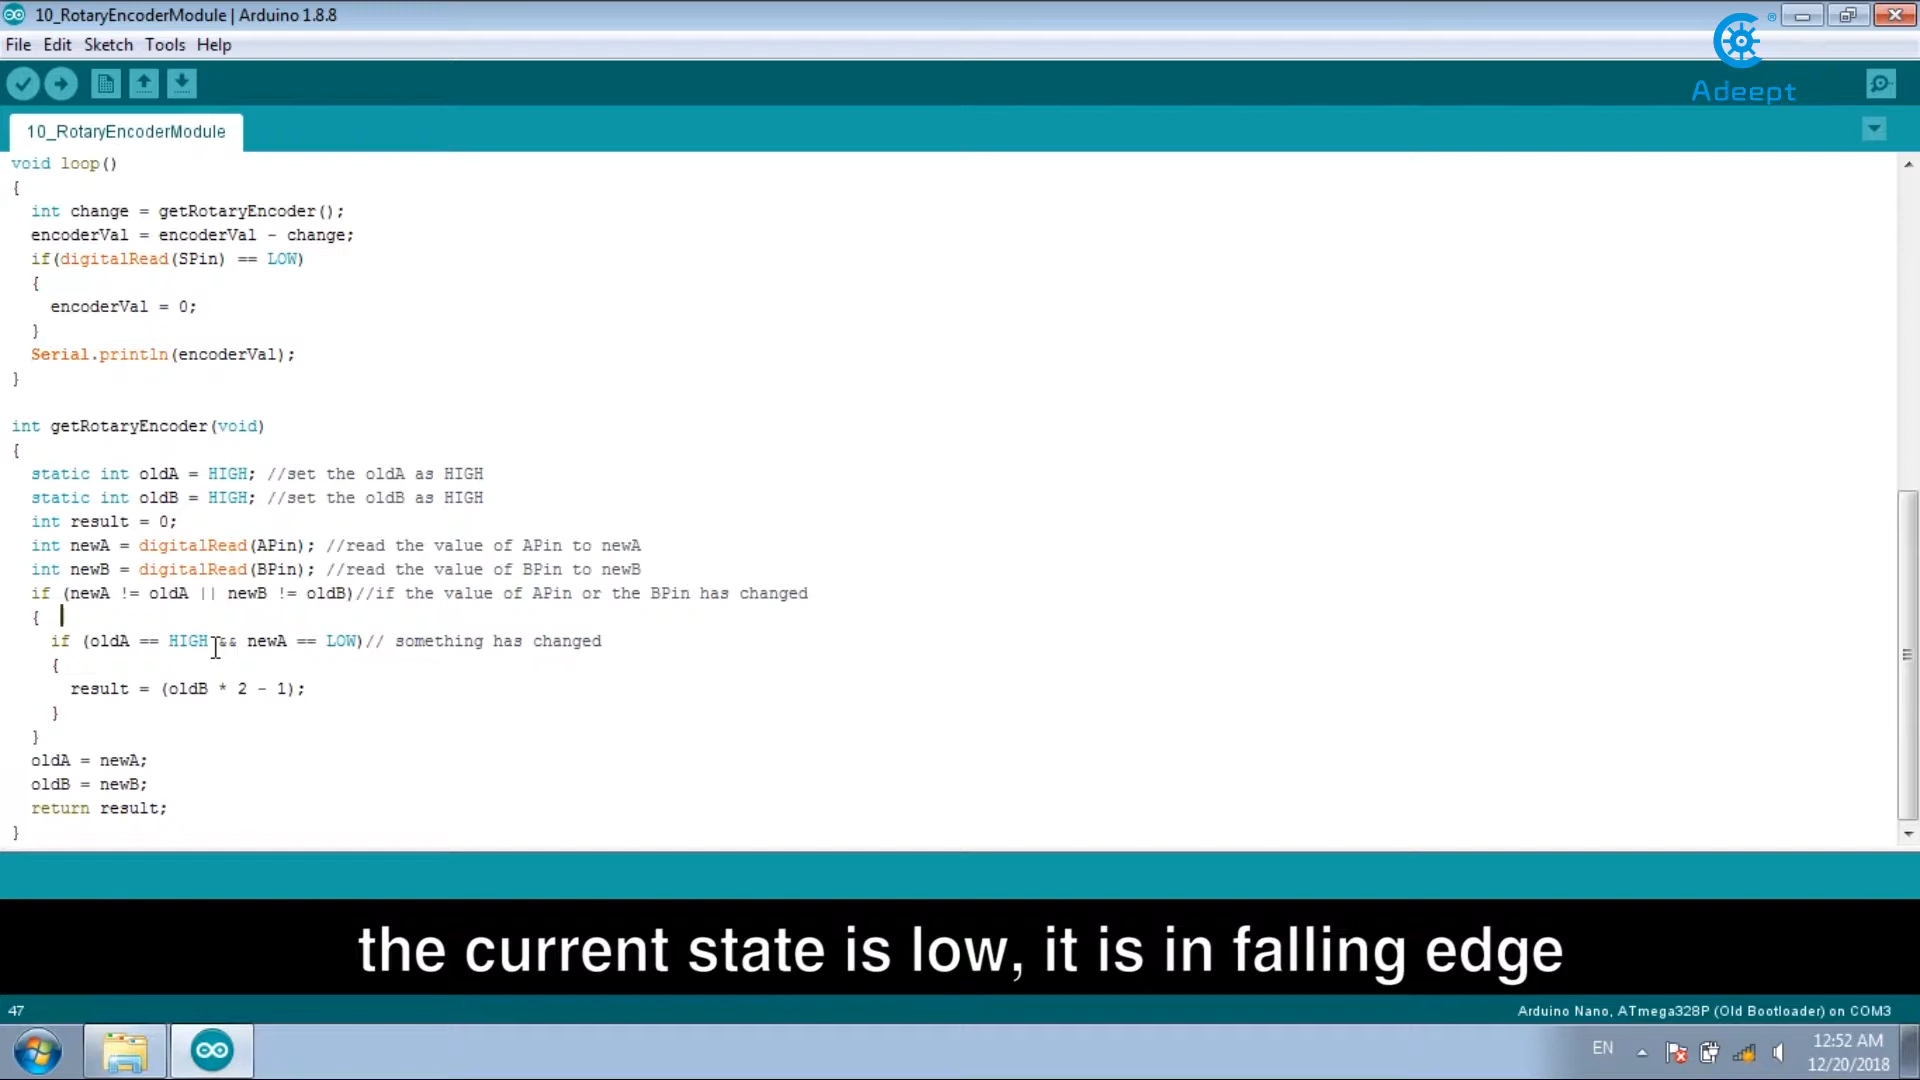 10_RotaryEncoderModule | Arduino 1.8.8
File Edit Sketch Tools Help
Adeept
10_RotaryEncoderModule
void loop()
{
int change = getRotaryEncoder();
encoderVal = encoderVal - change;
if(digitalRead(SPin) == LOW)
{
encoderVal = 0;
}
Serial.println(encoderVal);
}
int getRotaryEncoder(void)
{
static int oldA = HIGH; //set the oldA as HIGH
static int oldB = HIGH; //set the oldB as HIGH
int result = 0;
int newA = digitalRead(APin); //read the value of APin to newA
int newB = digitalRead(BPin); //read the value of BPin to newB
if (newA != oldA || newB != oldB)//if the value of APin or the BPin has changed
{
if (oldA == HIGH && newA == LOW)// something has changed
{
result = (oldB * 2 - 1);
}
}
oldA = newA;
oldB = newB;
return result;
}
the current state is low, it is in falling edge
47
Arduino Nano, ATmega328P (Old Bootloader) on COM3
EN
12:52 AM
12/20/2018